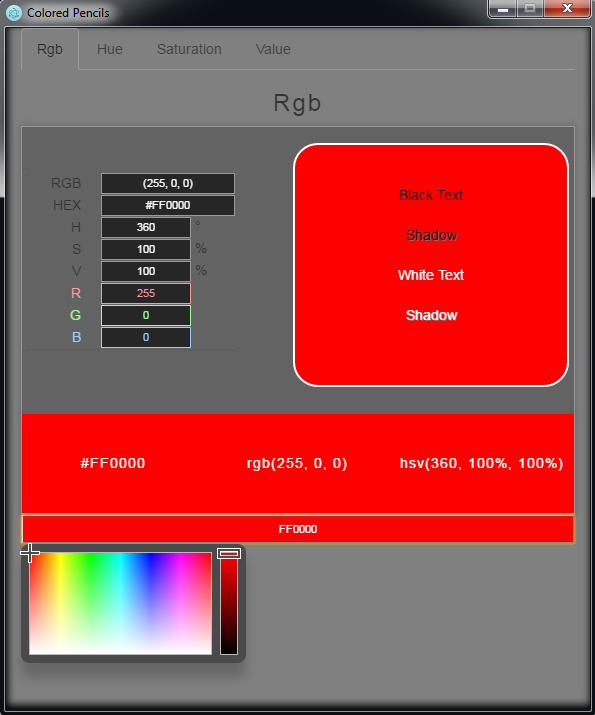 Colored Pencils
Rgb Hue Saturation Value
Rgb
RGB (255, 0, 0)
HEX #FF0000
H 360 °
S 100 %
V 100 %
R 255
G 0
B 0
Black Text
Shadow
White Text
Shadow
#FF0000 rgb(255, 0, 0) hsv(360, 100%, 100%)
FF0000